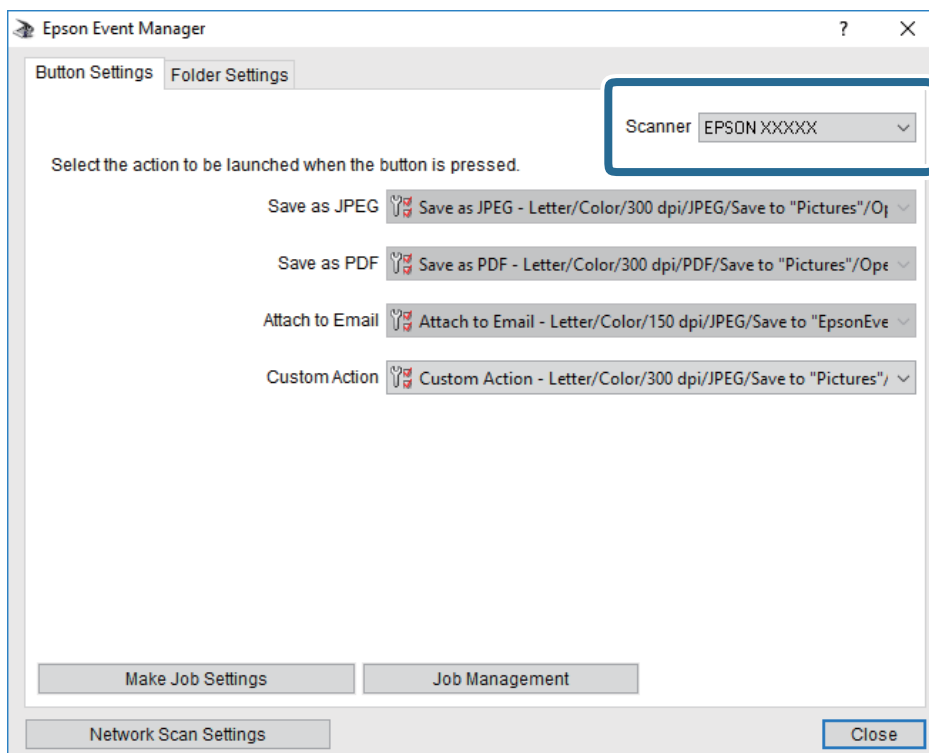 Epson Event Manager
Button Settings Folder Settings
Scanner EPSON XXXXX
Select the action to be launched when the button is pressed.
Save as JPEG Save as JPEG - Letter/Color/300 dpi/JPEG/Save to "Pictures"/Op
Save as PDF Save as PDF - Letter/Color/300 dpi/PDF/Save to "Pictures"/Ope
Attach to Email Attach to Email - Letter/Color/150 dpi/JPEG/Save to "EpsonEve
Custom Action Custom Action - Letter/Color/300 dpi/JPEG/Save to "Pictures"/
Make Job Settings Job Management
Network Scan Settings Close